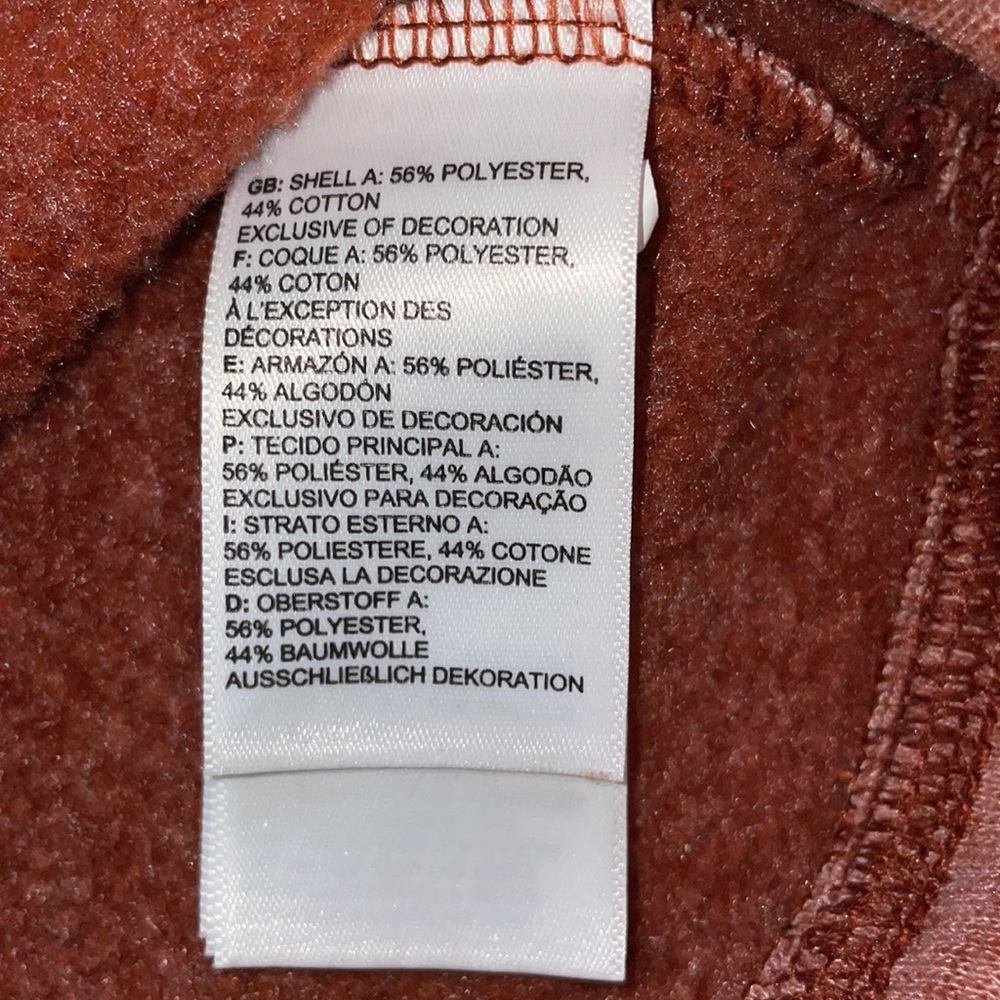 GB: SHELL A: 56% POLYESTER,
44% COTTON
EXCLUSIVE OF DECORATION
F: COQUE A: 56% POLYESTER,
44% COTON
À L'EXCEPTION DES
DÉCORATIONS
E: ARMAZÓN A: 56% POLIÉSTER,
44% ALGODÓN
EXCLUSIVO DE DECORACIÓN
P: TECIDO PRINCIPAL A:
56% POLIÉSTER, 44% ALGODÃO
EXCLUSIVO PARA DECORAÇÃO
I: STRATO ESTERNO A:
56% POLIESTERE, 44% COTONE
ESCLUSA LA DECORAZIONE
D: OBERSTOFF A:
56% POLYESTER,
44% BAUMWOLLE
AUSSCHLIEßLICH DEKORATION